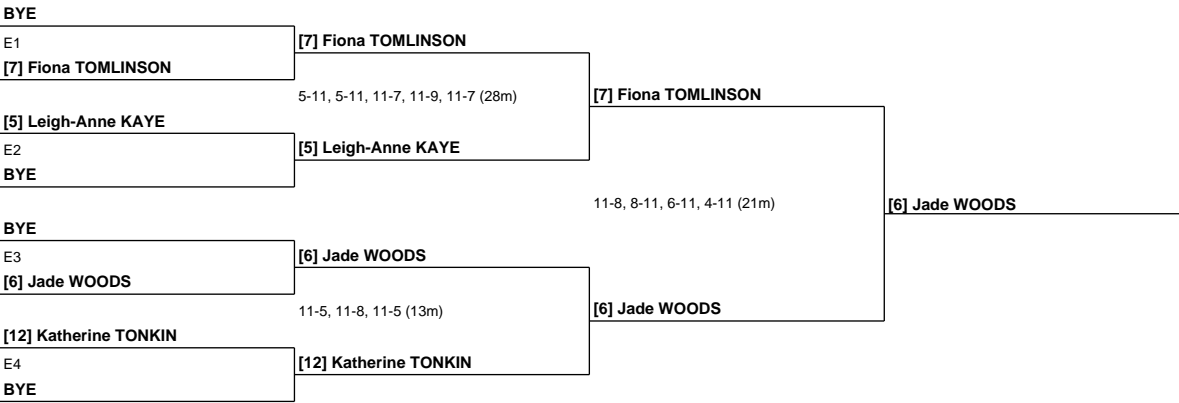 BYE
E1
[7] Fiona TOMLINSON
[7] Fiona TOMLINSON
5-11, 5-11, 11-7, 11-9, 11-7 (28m)
[7] Fiona TOMLINSON
[5] Leigh-Anne KAYE
E2
[5] Leigh-Anne KAYE
BYE
11-8, 8-11, 6-11, 4-11 (21m)
[6] Jade WOODS
BYE
E3
[6] Jade WOODS
[6] Jade WOODS
11-5, 11-8, 11-5 (13m)
[6] Jade WOODS
[12] Katherine TONKIN
E4
[12] Katherine TONKIN
BYE